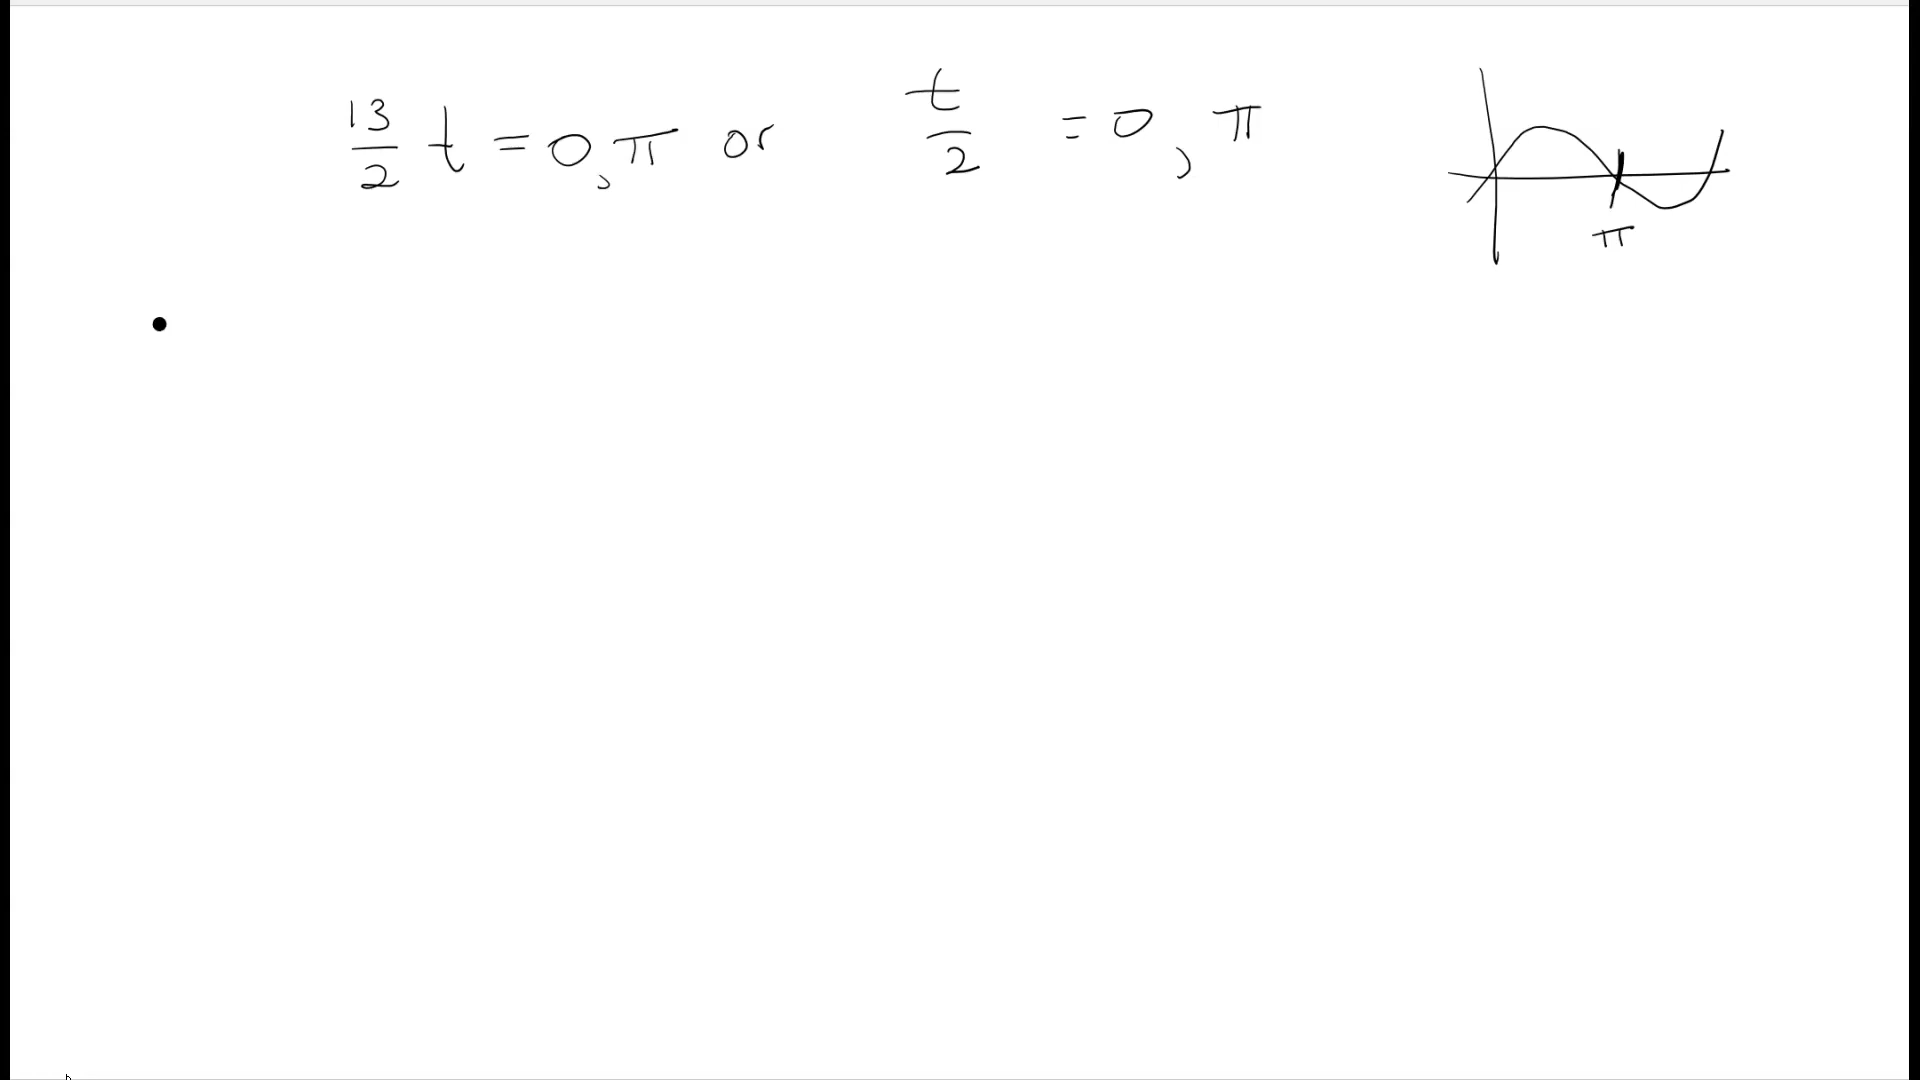 13/2 t = 0, π or t/2 = 0, π
π